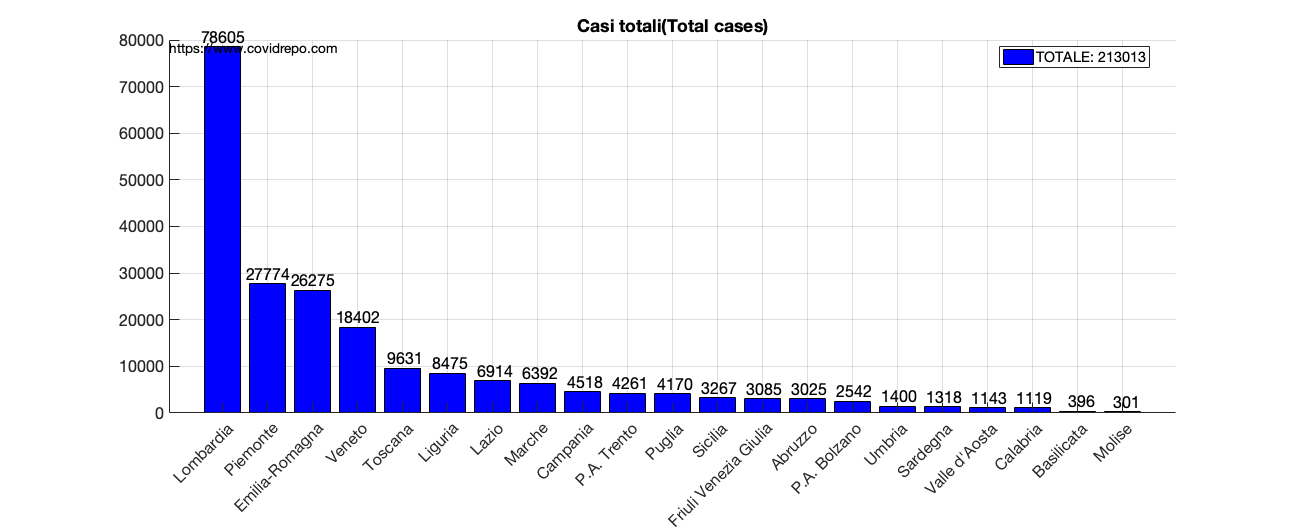 Casi totali(Total cases)
https://www.covidrepo.com
TOTALE: 213013
80000
70000
60000
50000
40000
30000
20000
10000
0
78605
27774
26275
18402
9631
8475
6914
6392
4518
4261
4170
3267
3085
3025
2542
1400
1318
1143
1119
396
301
Lombardia
Piemonte
Emilia-Romagna
Veneto
Toscana
Liguria
Lazio
Marche
Campania
P.A. Trento
Puglia
Sicilia
Friuli Venezia Giulia
Abruzzo
P.A. Bolzano
Umbria
Sardegna
Valle d'Aosta
Calabria
Basilicata
Molise